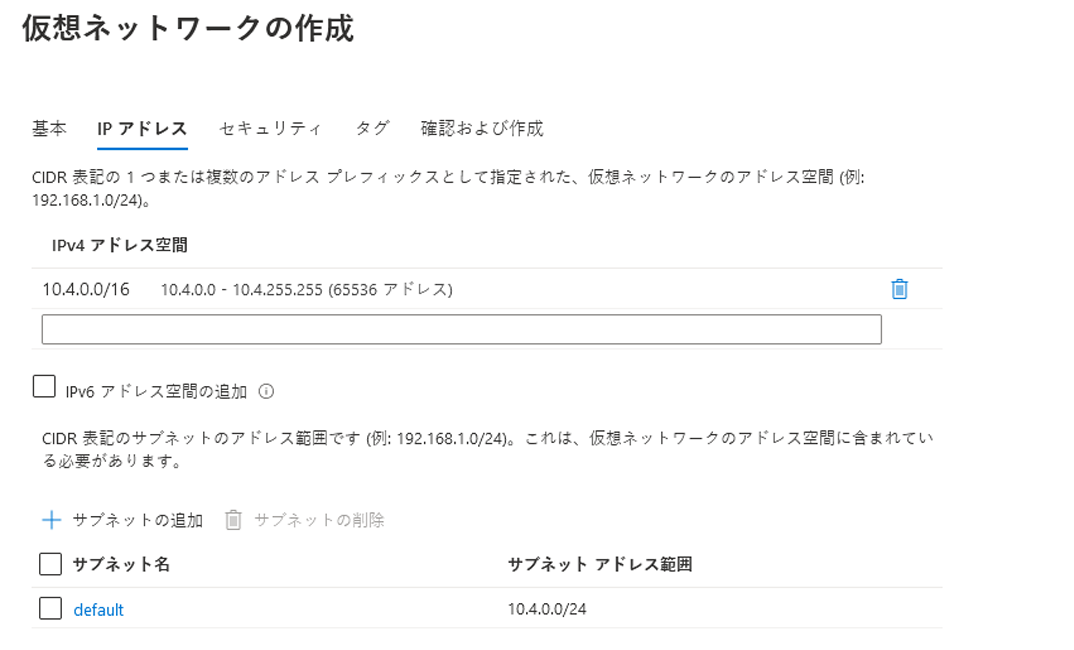 仮想ネットワークの作成
基本 IP アドレス セキュリティ タグ 確認および作成
CIDR 表記の 1 つまたは複数のアドレス プレフィックスとして指定された、仮想ネットワークのアドレス空間 (例:
192.168.1.0/24)。
IPv4 アドレス空間
10.4.0.0/16 10.4.0.0 - 10.4.255.255 (65536 アドレス)
IPv6 アドレス空間の追加
CIDR 表記のサブネットのアドレス範囲です (例: 192.168.1.0/24)。これは、仮想ネットワークのアドレス空間に含まれてい
る必要があります。
サブネットの追加 サブネットの削除
サブネット名 サブネット アドレス範囲
default 10.4.0.0/24